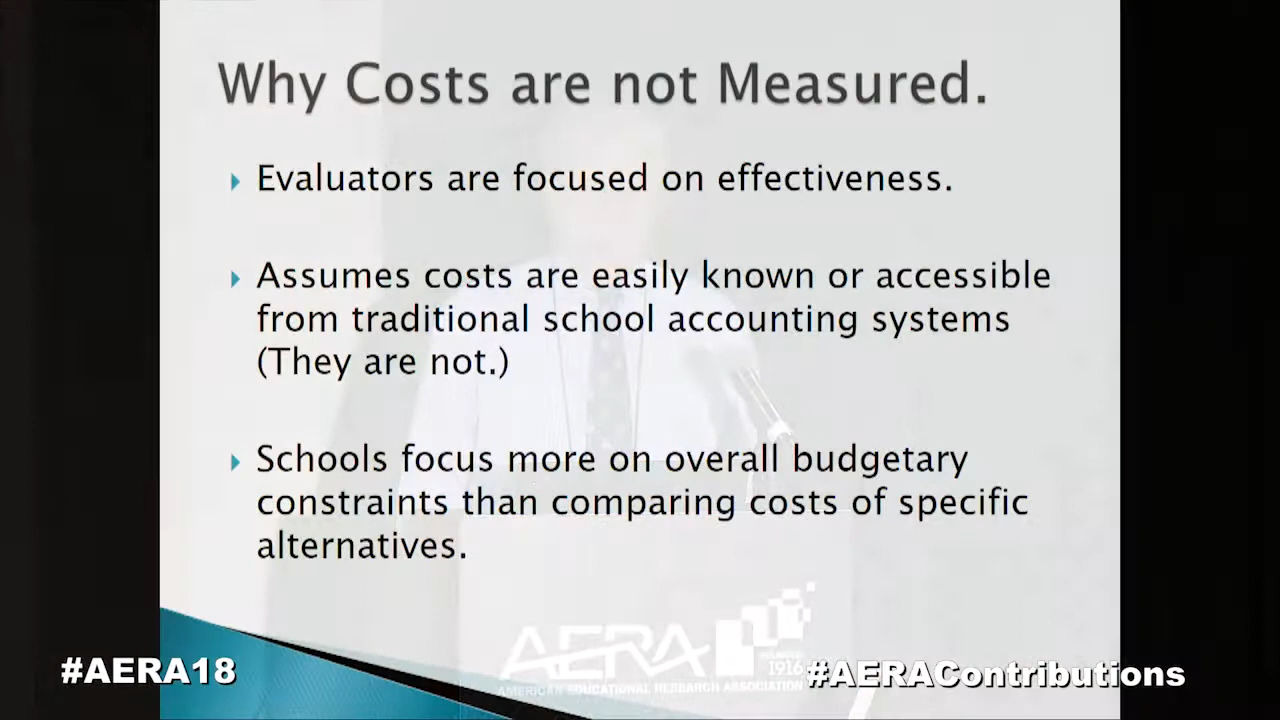 Why Costs are not Measured.
Evaluators are focused on effectiveness.
Assumes costs are easily known or accessible
from traditional school accounting systems
(They are not.)
Schools focus more on overall budgetary
constraints than comparing costs of specific
alternatives.
AERA
1916
AMERICAN EDUCATIONAL RESEARCH ASSOCIATION
#AERA18
#AERAContributions